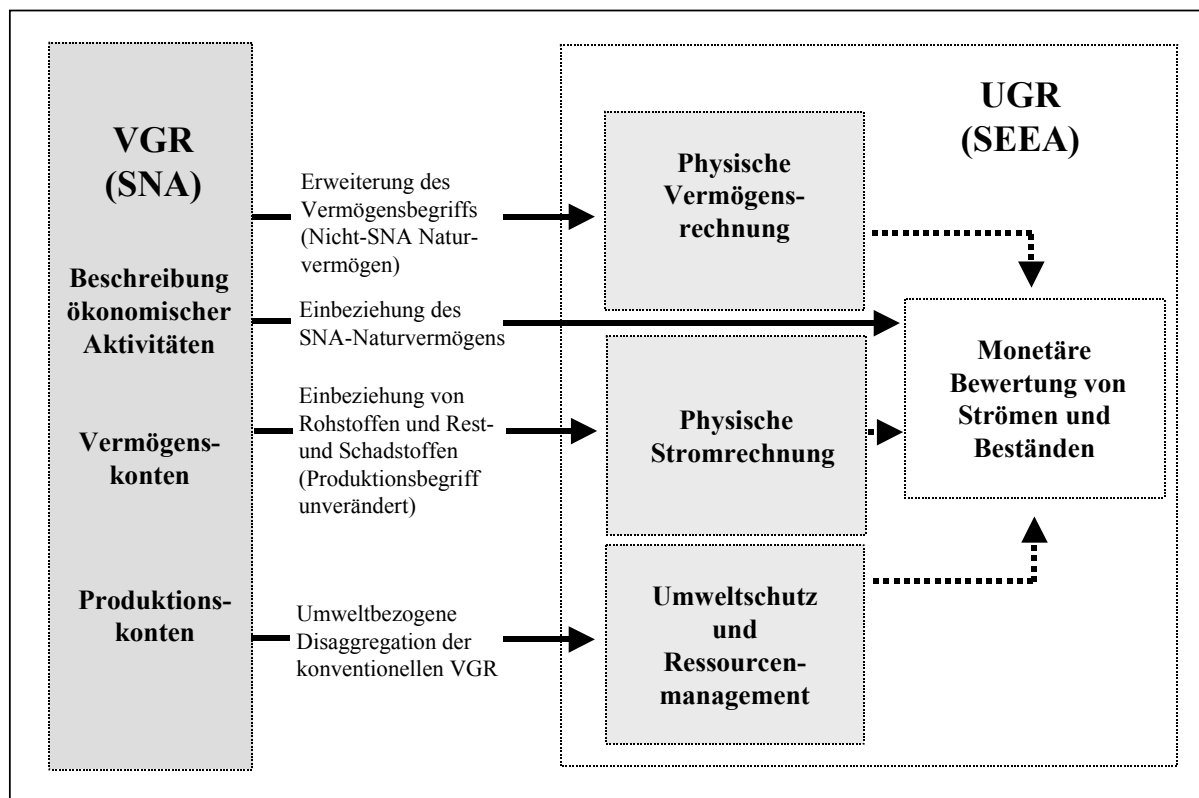 VGR
(SNA)
Beschreibung
ökonomischer
Aktivitäten
Vermögens-
konten
Produktions-
konten
Erweiterung des
Vermögensbegriffs
(Nicht-SNA Natur-
vermögen)
Einbeziehung des
SNA-Naturvermögens
Einbeziehung von
Rohstoffen und Rest-
und Schadstoffen
(Produktionsbegriff
unverändert)
Umweltbezogene
Disaggregation der
konventionellen VGR
UGR
(SEEA)
Physische
Vermögens-
rechnung
Physische
Stromrechnung
Umweltschutz
und
Ressourcen-
management
Monetäre
Bewertung von
Strömen und
Beständen